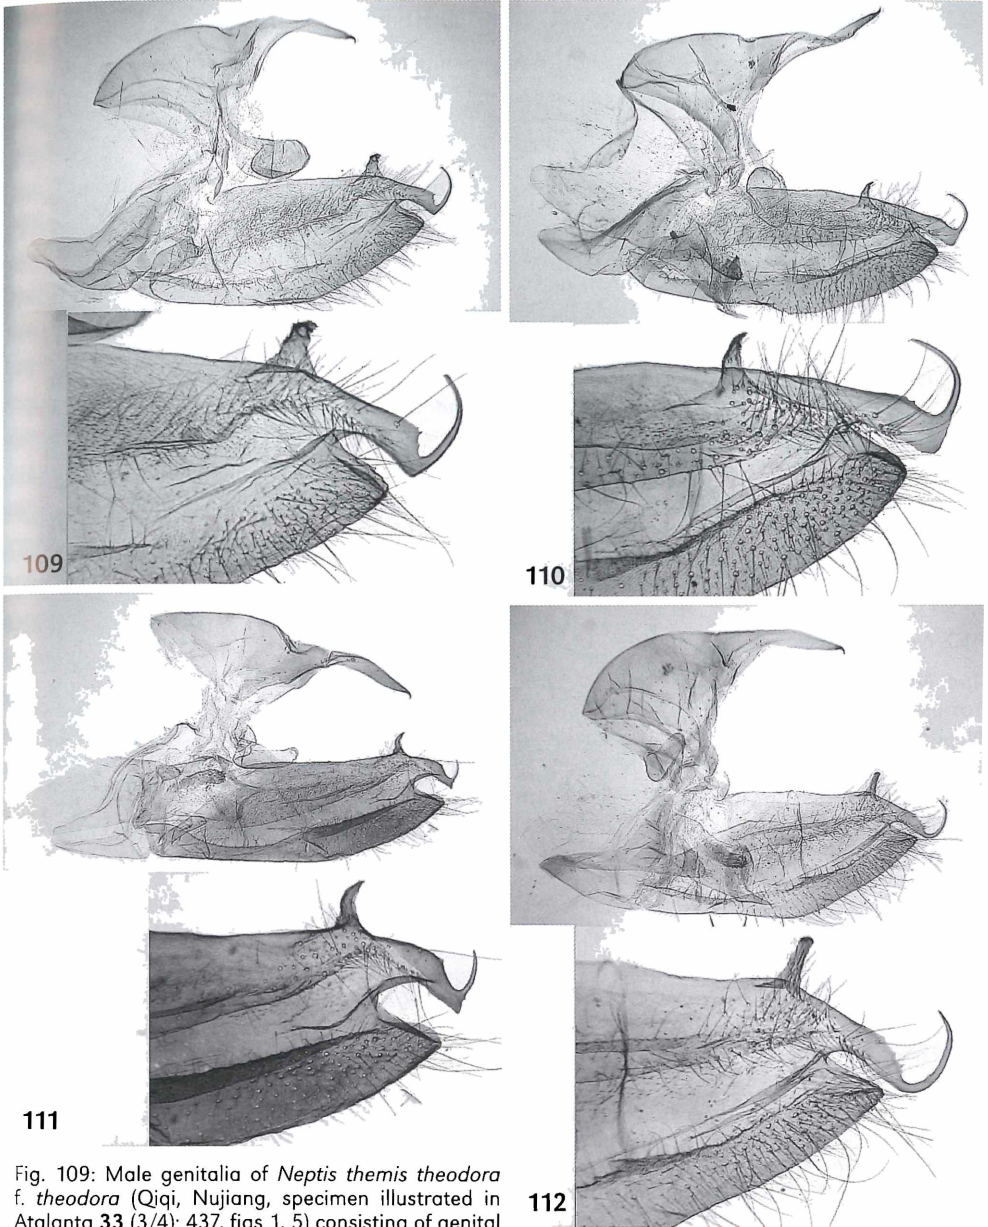 109
110
111
112
Fig. 109: Male genitalia of Neptis themis theodora
f. theodora (Qiqi, Nujiang, specimen illustrated in
Atalanta 33 (3/4): 437, figs 1, 5) consisting of genital